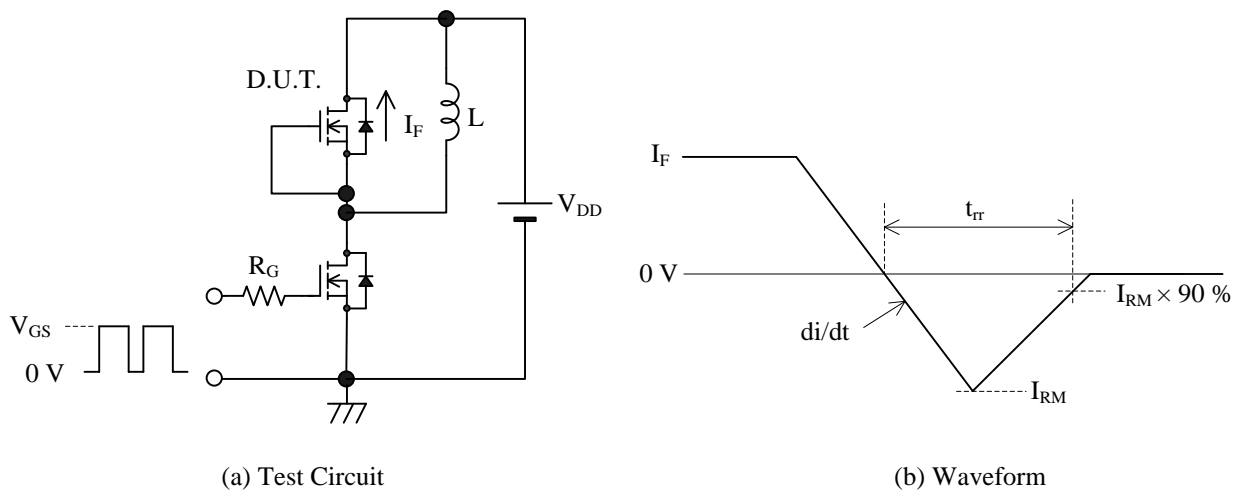 D.U.T.
I_F
L
V_DD
R_G
V_GS
0 V
(a) Test Circuit
I_F
t_rr
0 V
I_RM × 90 %
di/dt
I_RM
(b) Waveform